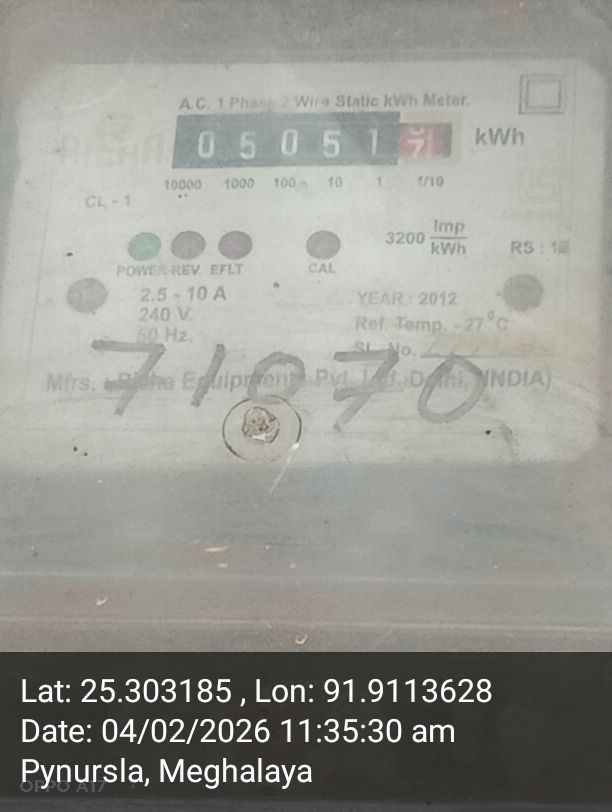 A.C. 1 Phase 2 Wire Static kWh Meter.
0 5 0 5 1 kWh
10000 1000 100 10 1 1/10
CL - 1
3200 Imp/kWh
RS : 1
POWER REV. EFLT CAL
2.5 - 10 A
240 V.
50 Hz.
YEAR : 2012
Ref. Temp. - 27°C
SL. No.
71070
Mfrs. : Equipments Pvt. Ltd. Delhi, (INDIA)
Lat: 25.303185 , Lon: 91.9113628
Date: 04/02/2026 11:35:30 am
Pynursla, Meghalaya
OPPO A17